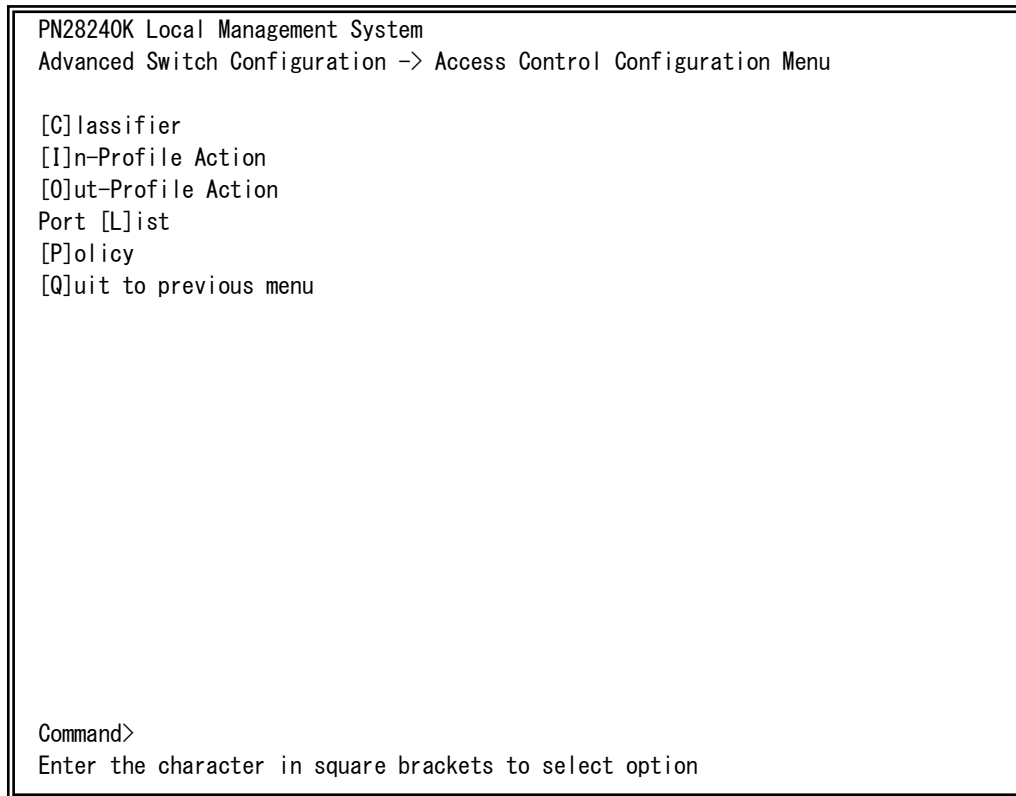 PN28240K Local Management System
Advanced Switch Configuration -> Access Control Configuration Menu
[C]lassifier
[I]n-Profile Action
[O]ut-Profile Action
Port [L]ist
[P]olicy
[Q]uit to previous menu
Command>
Enter the character in square brackets to select option